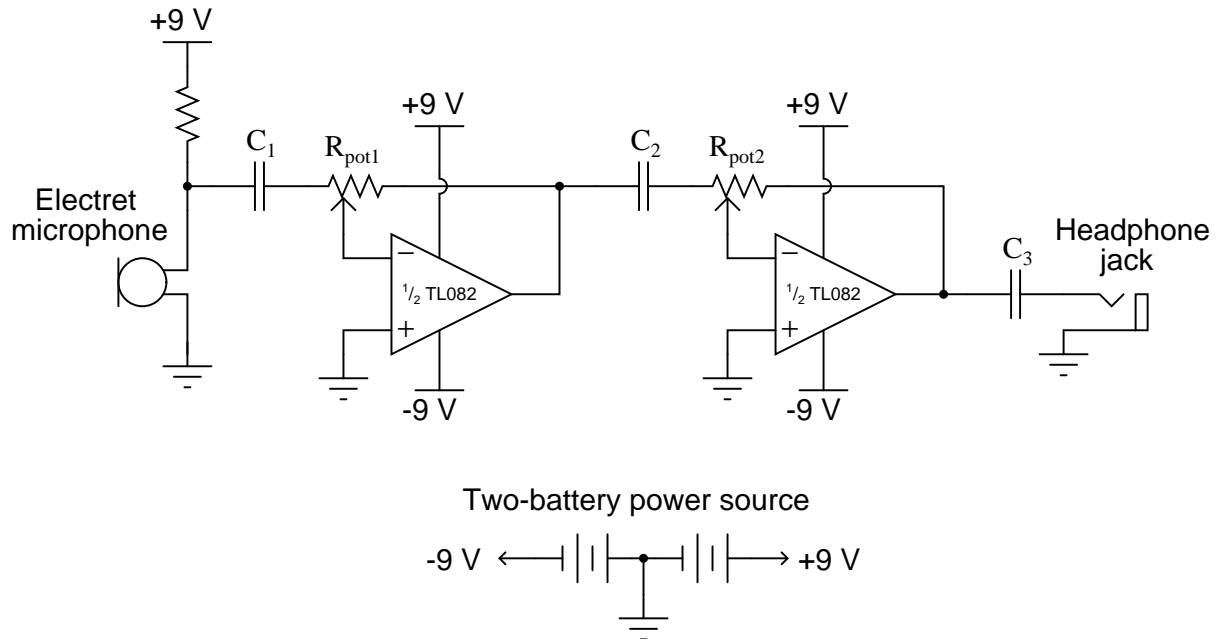 +9 V
+9 V
+9 V
C1
Rpot1
C2
Rpot2
Electret
microphone
Headphone
jack
C3
−
1/2 TL082
+
−
1/2 TL082
+
-9 V
-9 V
Two-battery power source
-9 V
+9 V